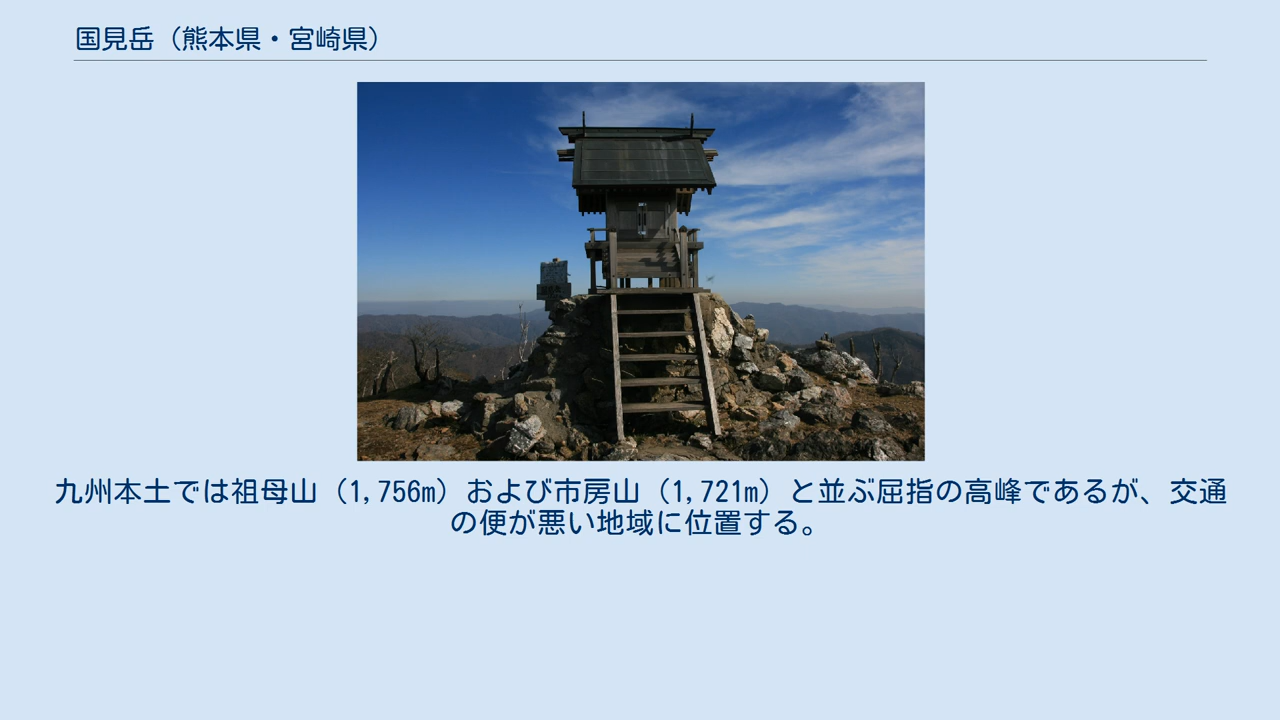 国見岳（熊本県・宮崎県）
九州本土では祖母山（1,756m）および市房山（1,721m）と並ぶ屈指の高峰であるが、交通
の便が悪い地域に位置する。